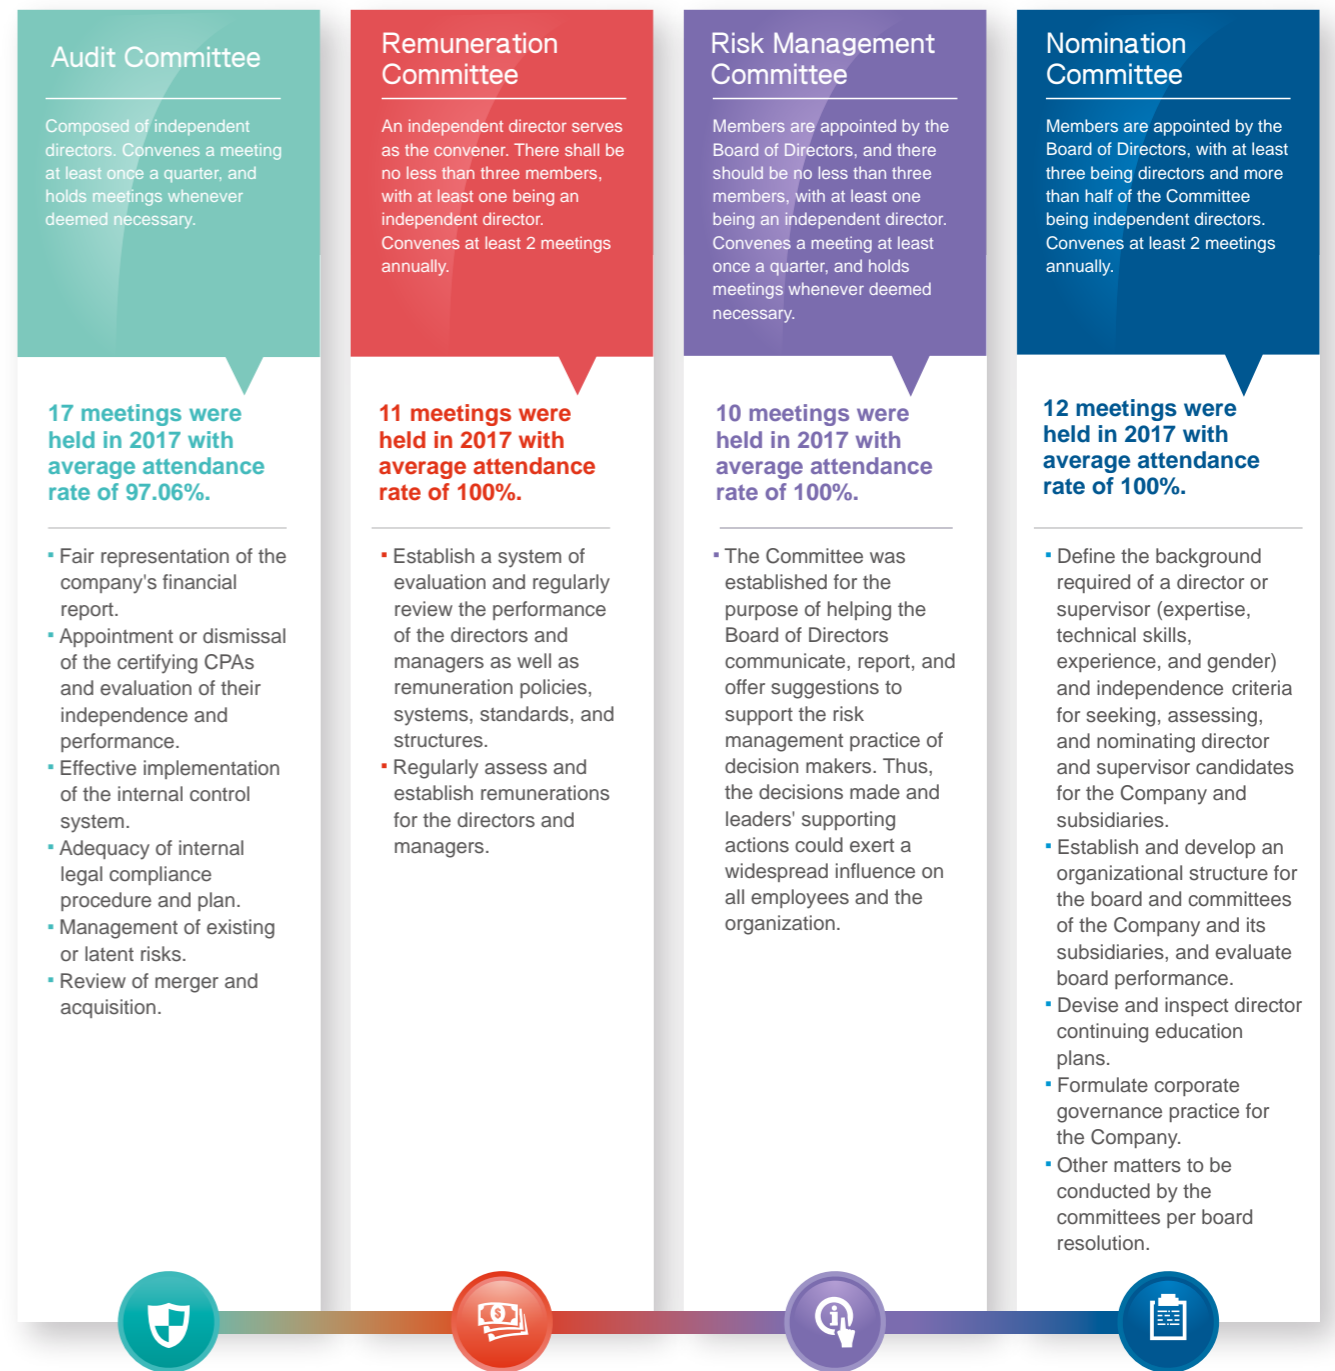 Audit Committee
Composed of independent
directors. Convenes a meeting
at least once a quarter, and
holds meetings whenever
deemed necessary.
17 meetings were
held in 2017 with
average attendance
rate of 97.06%.
▪ Fair representation of the
company's financial
report.
▪ Appointment or dismissal
of the certifying CPAs
and evaluation of their
independence and
performance.
▪ Effective implementation
of the internal control
system.
▪ Adequacy of internal
legal compliance
procedure and plan.
▪ Management of existing
or latent risks.
▪ Review of merger and
acquisition.
Remuneration
Committee
An independent director serves
as the convener. There shall be
no less than three members,
with at least one being an
independent director.
Convenes at least 2 meetings
annually.
11 meetings were
held in 2017 with
average attendance
rate of 100%.
▪ Establish a system of
evaluation and regularly
review the performance
of the directors and
managers as well as
remuneration policies,
systems, standards, and
structures.
▪ Regularly assess and
establish remunerations
for the directors and
managers.
Risk Management
Committee
Members are appointed by the
Board of Directors, and there
should be no less than three
members, with at least one
being an independent director.
Convenes a meeting at least
once a quarter, and holds
meetings whenever deemed
necessary.
10 meetings were
held in 2017 with
average attendance
rate of 100%.
▪ The Committee was
established for the
purpose of helping the
Board of Directors
communicate, report, and
offer suggestions to
support the risk
management practice of
decision makers. Thus,
the decisions made and
leaders' supporting
actions could exert a
widespread influence on
all employees and the
organization.
Nomination
Committee
Members are appointed by the
Board of Directors, with at least
three being directors and more
than half of the Committee
being independent directors.
Convenes at least 2 meetings
annually.
12 meetings were
held in 2017 with
average attendance
rate of 100%.
▪ Define the background
required of a director or
supervisor (expertise,
technical skills,
experience, and gender)
and independence criteria
for seeking, assessing,
and nominating director
and supervisor candidates
for the Company and
subsidiaries.
▪ Establish and develop an
organizational structure for
the board and committees
of the Company and its
subsidiaries, and evaluate
board performance.
▪ Devise and inspect director
continuing education
plans.
▪ Formulate corporate
governance practice for
the Company.
▪ Other matters to be
conducted by the
committees per board
resolution.